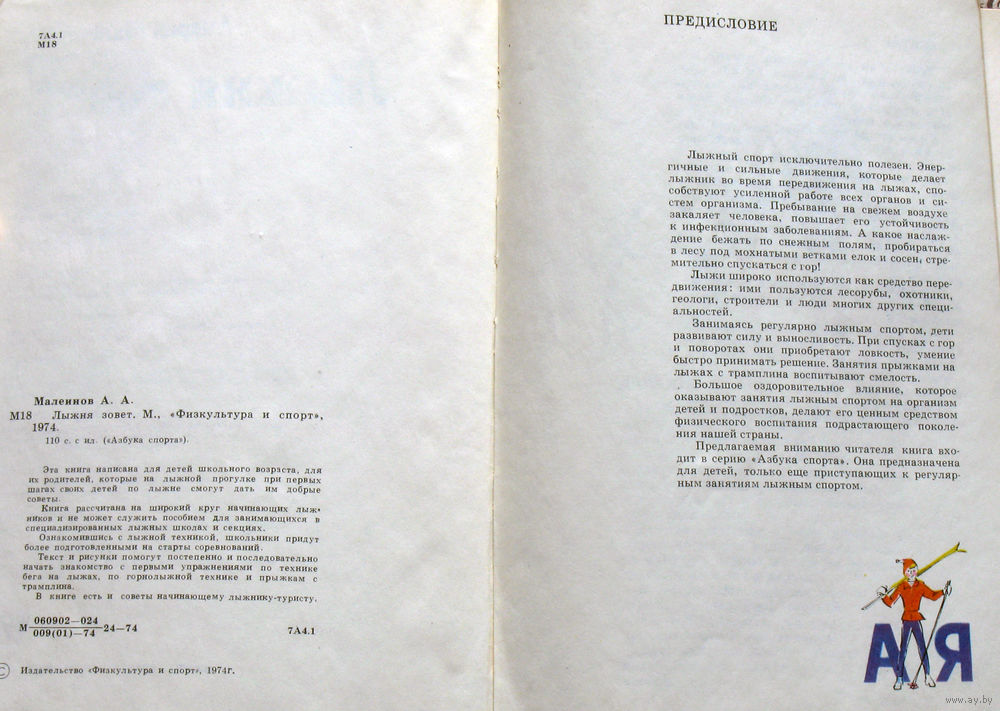 7А4.1
М18
Малеинов А. А.
М18 Лыжня зовет. М., «Физкультура и спорт»,
1974.
110 с. с ил. («Азбука спорта»).
Эта книга написана для детей школьного возраста, для
их родителей, которые на лыжной прогулке при первых
шагах своих детей по лыжне смогут дать им добрые
советы.
Книга рассчитана на широкий круг начинающих лыж-
ников и не может служить пособием для занимающихся в
специализированных лыжных школах и секциях.
Ознакомившись с лыжной техникой, школьники придут
более подготовленными на старты соревнований.
Текст и рисунки помогут постепенно и последовательно
начать знакомство с первыми упражнениями по технике
бега на лыжах, по горнолыжной технике и прыжкам с
трамплина.
В книге есть и советы начинающему лыжнику-туристу.
060902—024
М 24—74 7А4.1
009(01)—74
© Издательство «Физкультура и спорт», 1974г.
ПРЕДИСЛОВИЕ
Лыжный спорт исключительно полезен. Энер-
гичные и сильные движения, которые делает
лыжник во время передвижения на лыжах, спо-
собствуют усиленной работе всех органов и си-
стем организма. Пребывание на свежем воздухе
закаляет человека, повышает его устойчивость
к инфекционным заболеваниям. А какое наслаж-
дение бежать по снежным полям, пробираться
в лесу под мохнатыми ветками елок и сосен, стре-
мительно спускаться с гор!
Лыжи широко используются как средство пере-
движения: ими пользуются лесорубы, охотники,
геологи, строители и люди многих других специ-
альностей.
Занимаясь регулярно лыжным спортом, дети
развивают силу и выносливость. При спусках с гор
и поворотах они приобретают ловкость, умение
быстро принимать решение. Занятия прыжками на
лыжах с трамплина воспитывают смелость.
Большое оздоровительное влияние, которое
оказывают занятия лыжным спортом на организм
детей и подростков, делают его ценным средством
физического воспитания подрастающего поколе-
ния нашей страны.
Предлагаемая вниманию читателя книга вхо-
дит в серию «Азбука спорта». Она предназначена
для детей, только еще приступающих к регуляр-
ным занятиям лыжным спортом.
А Я
www.ay.by